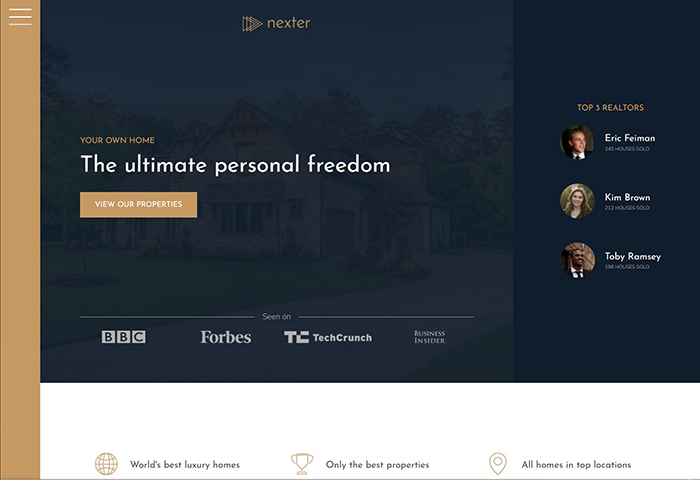 nexter
YOUR OWN HOME
The ultimate personal freedom
VIEW OUR PROPERTIES
Seen on
BBC
Forbes
TC TechCrunch
BUSINESS
INSIDER
TOP 3 REALTORS
Eric Feiman
245 HOUSES SOLD
Kim Brown
212 HOUSES SOLD
Toby Ramsey
198 HOUSES SOLD
World's best luxury homes
Only the best properties
All homes in top locations